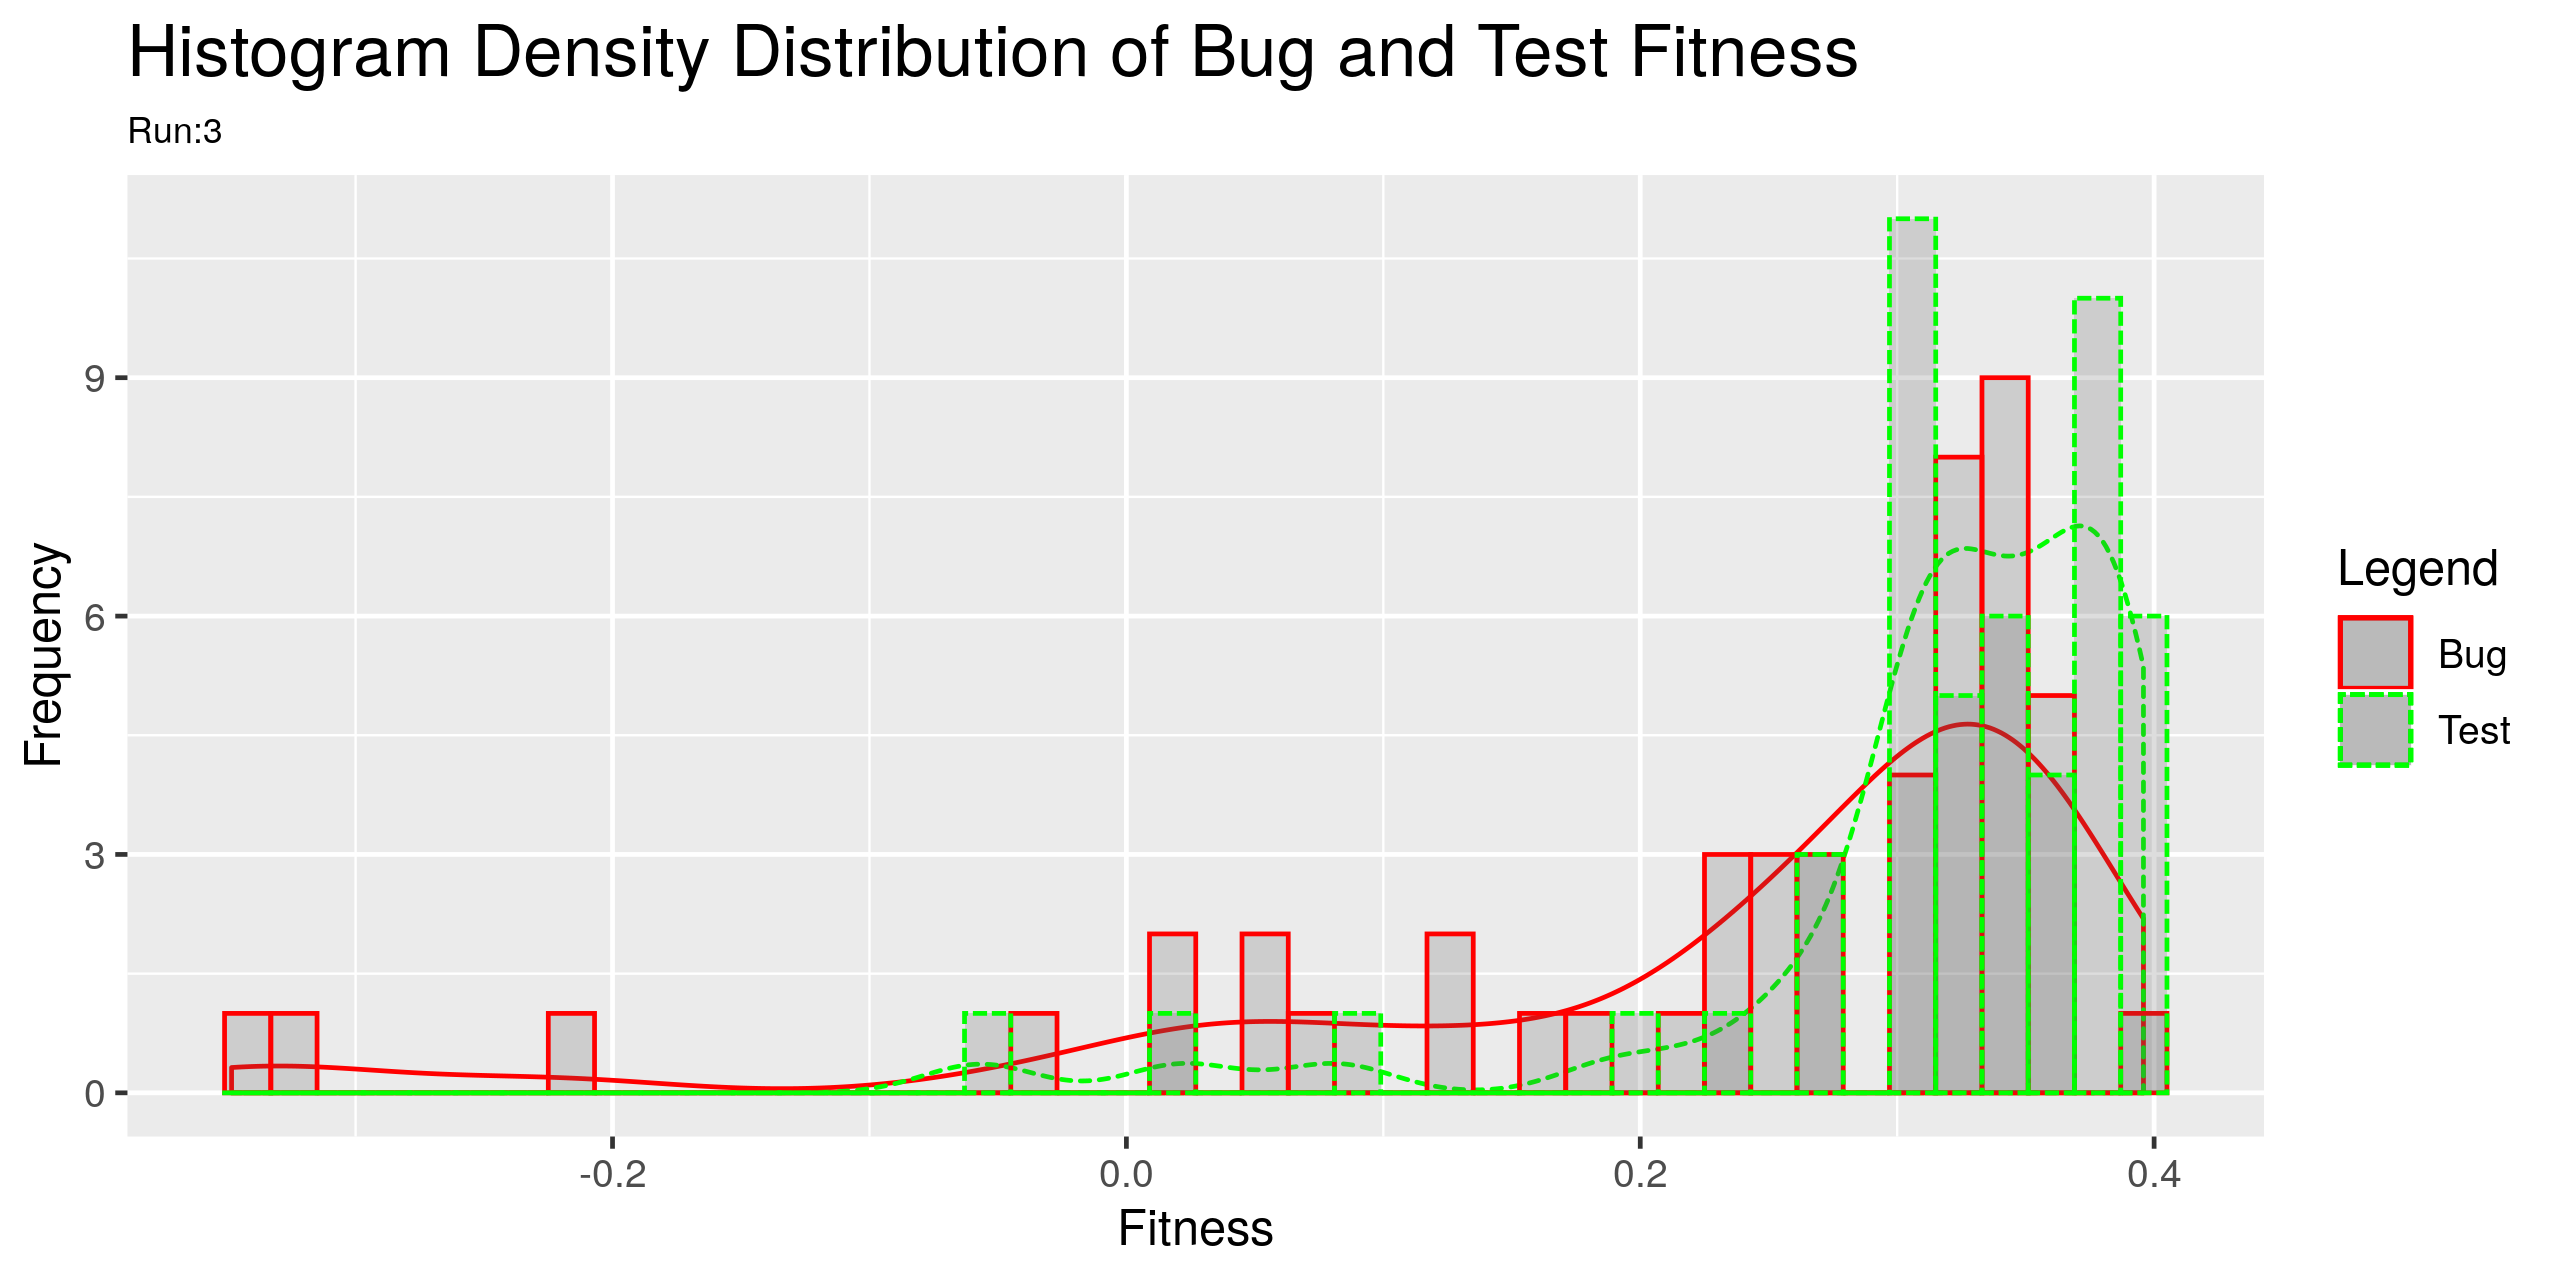 Histogram Density Distribution of Bug and Test Fitness
Run:3
Frequency
9
6
3
0
-0.2
0.0
0.2
0.4
Fitness
Legend
Bug
Test